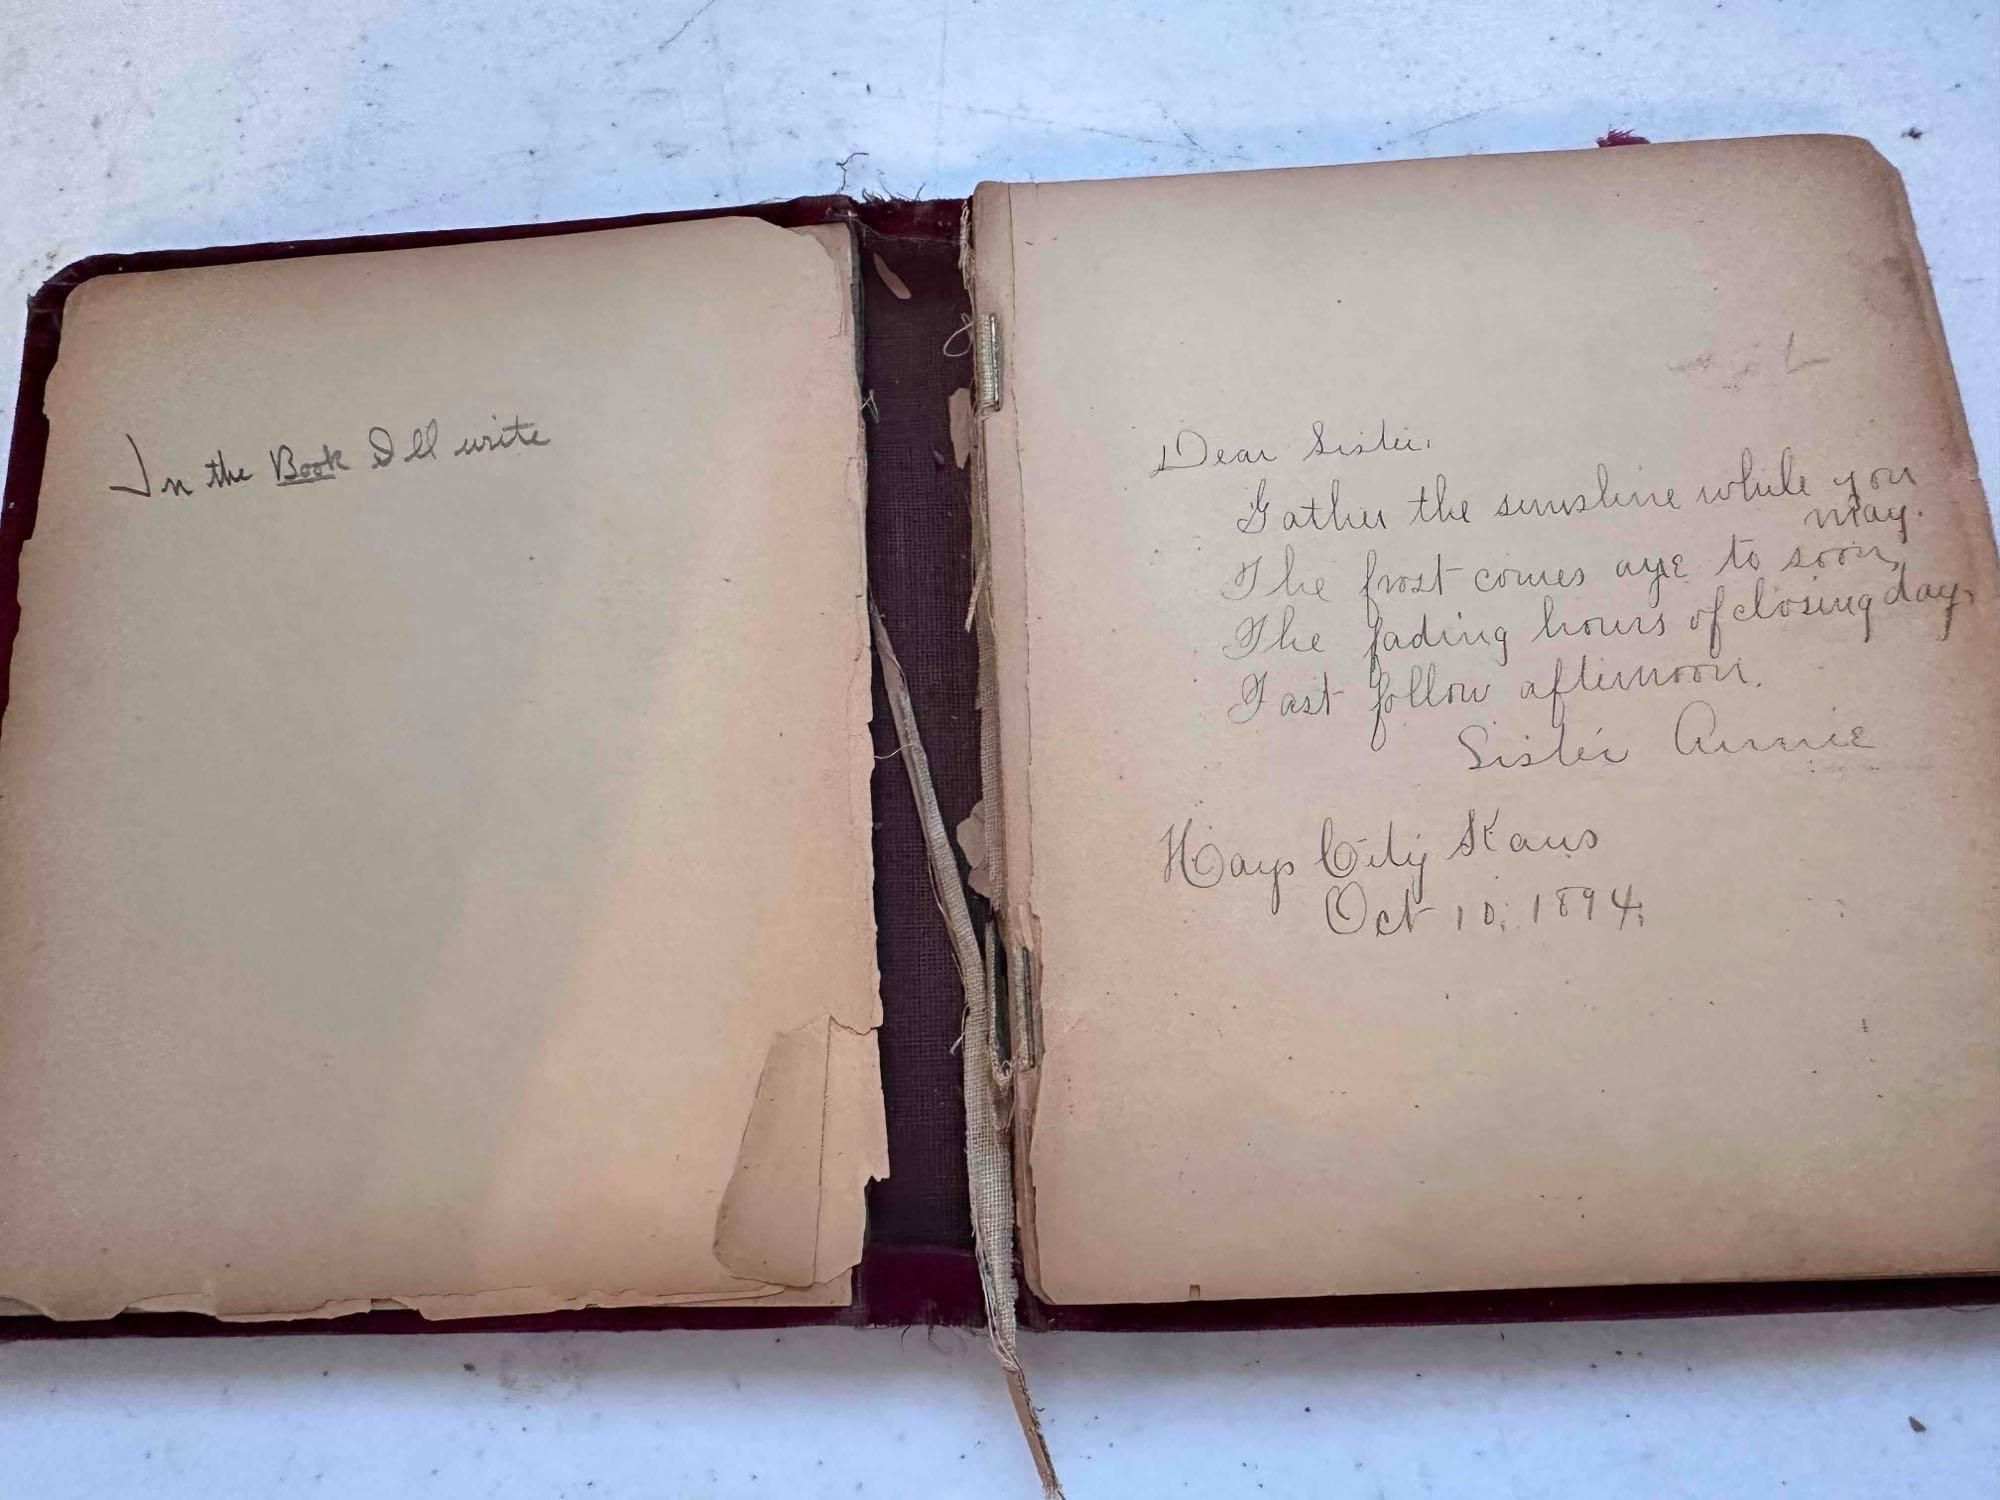 In the Book I ll write
Dear Sister,
Gather the sunshine while you
may.
The frost comes aye to soon,
The fading hours of closing day,
Fast follow afternoon.
Sister Annie
Hays City Kans
Oct 10, 1894,